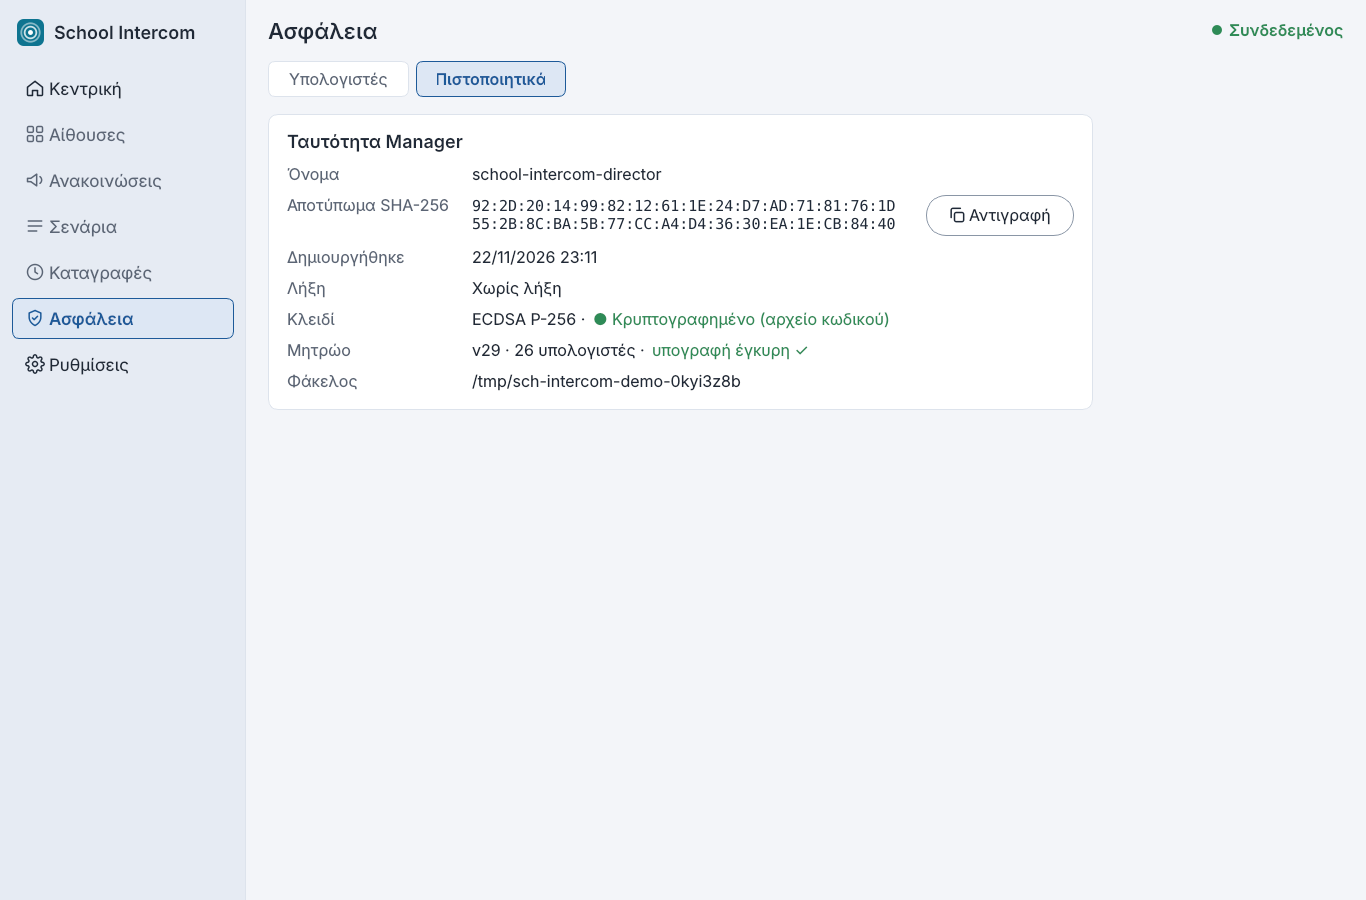 School Intercom
Κεντρική
Αίθουσες
Ανακοινώσεις
Σενάρια
Καταγραφές
Ασφάλεια
Ρυθμίσεις
Ασφάλεια
Συνδεδεμένος
Υπολογιστές
Πιστοποιητικά
Ταυτότητα Manager
Όνομα school-intercom-director
Αποτύπωμα SHA-256 92:2D:20:14:99:82:12:61:1E:24:D7:AD:71:81:76:1D
55:2B:8C:BA:5B:77:CC:A4:D4:36:30:EA:1E:CB:84:40
Αντιγραφή
Δημιουργήθηκε 22/11/2026 23:11
Λήξη Χωρίς λήξη
Κλειδί ECDSA P-256 · ● Κρυπτογραφημένο (αρχείο κωδικού)
Μητρώο v29 · 26 υπολογιστές · υπογραφή έγκυρη ✓
Φάκελος /tmp/sch-intercom-demo-0kyi3z8b